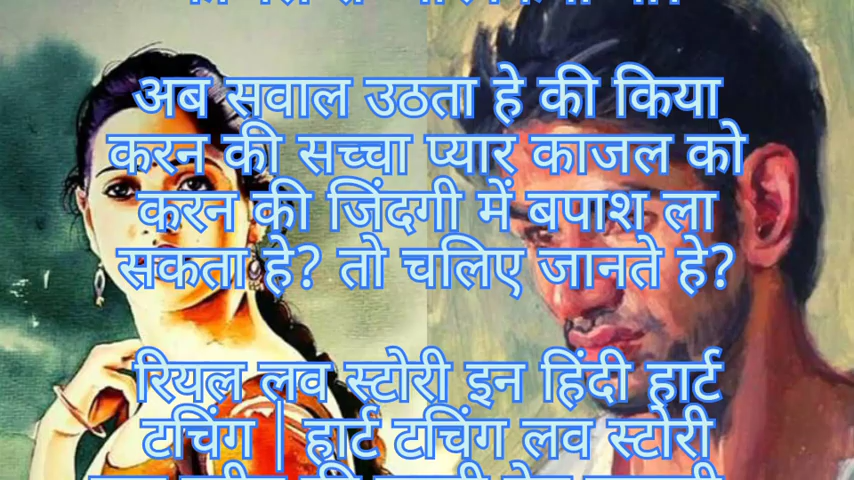 अब सवाल उठता हे की किया
करन की सच्चा प्यार काजल को
करन की जिंदगी में बपाश ला
सकता हे? तो चलिए जानते हे?
रियल लव स्टोरी इन हिंदी हार्ट
टचिंग | हार्ट टचिंग लव स्टोरी